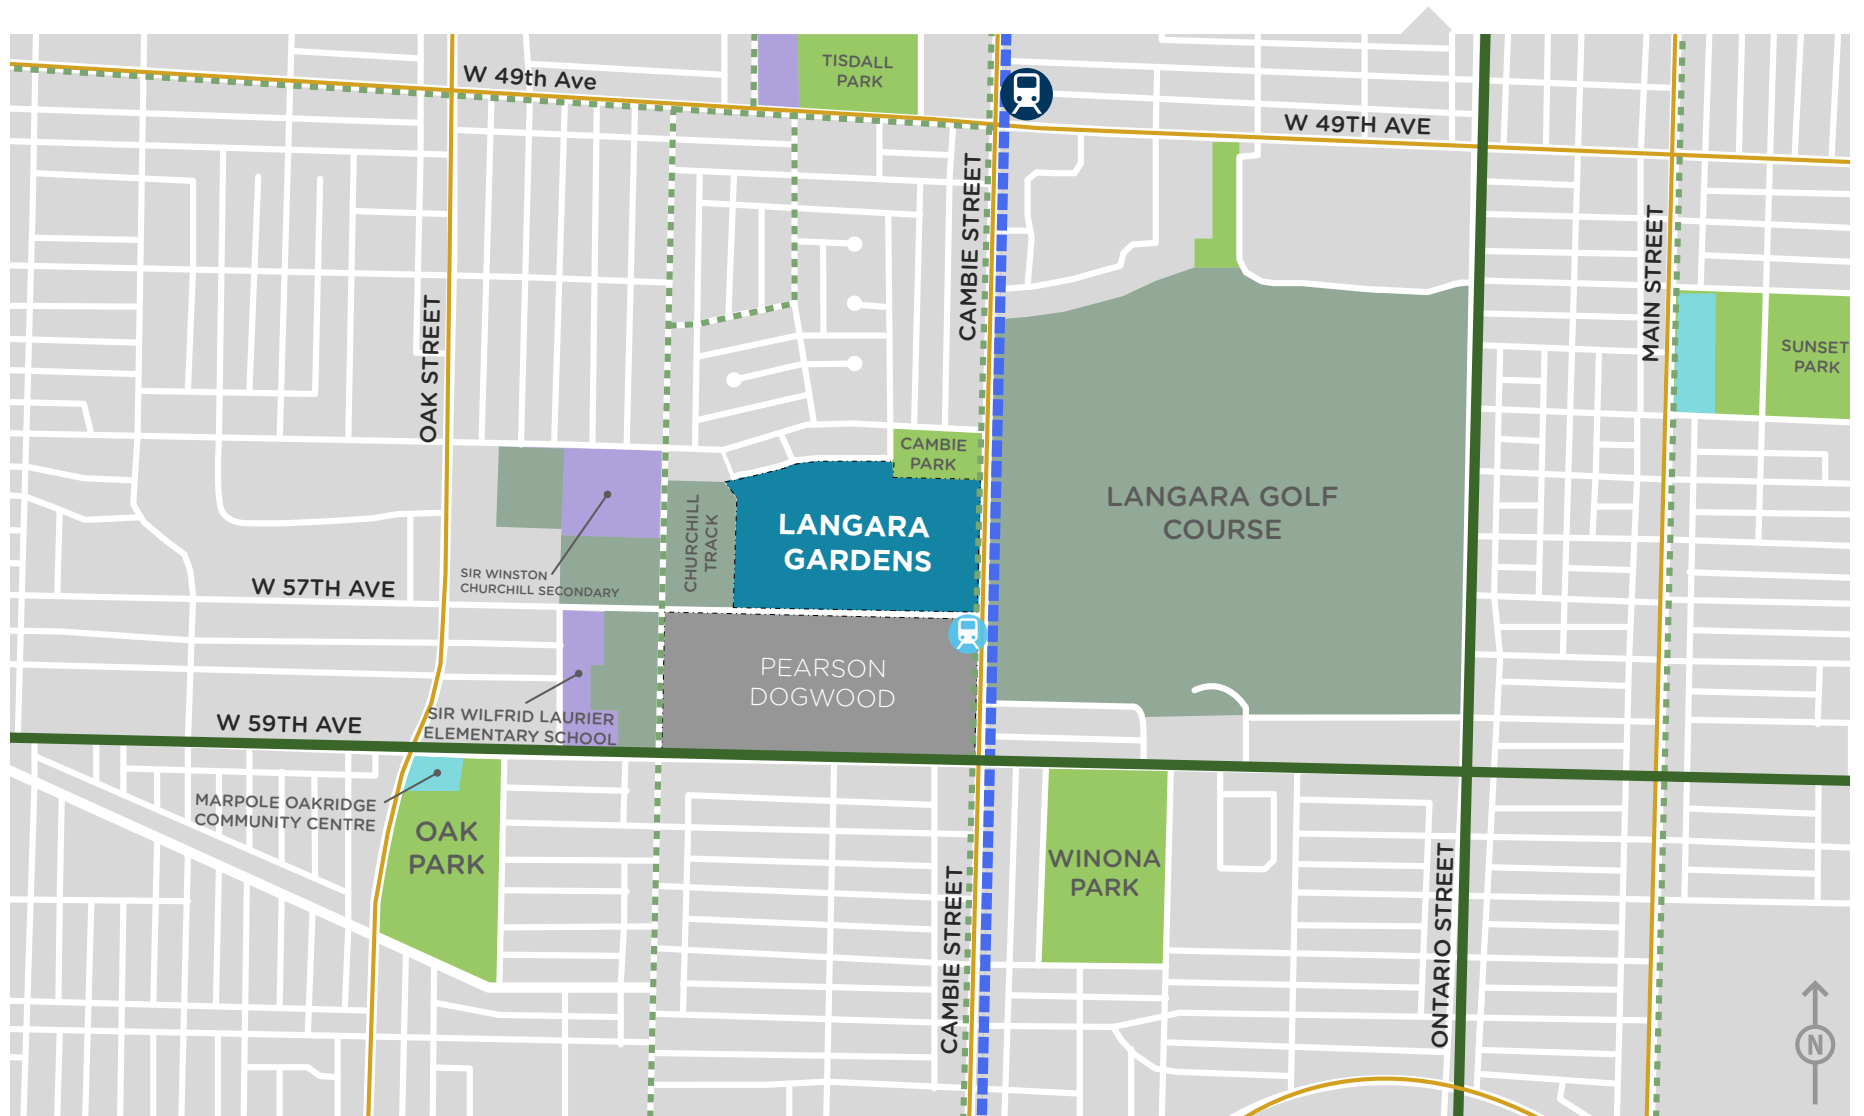 TISDALL
PARK
W 49th Ave
W 49TH AVE
CAMBIE STREET
MAIN STREET
OAK STREET
SUNSET
PARK
CAMBIE
PARK
LANGARA GOLF
COURSE
CHURCHILL
TRACK
LANGARA
GARDENS
SIR WINSTON
CHURCHILL SECONDARY
W 57TH AVE
PEARSON
DOGWOOD
SIR WILFRID LAURIER
ELEMENTARY SCHOOL
W 59TH AVE
MARPOLE OAKRIDGE
COMMUNITY CENTRE
OAK
PARK
WINONA
PARK
CAMBIE STREET
ONTARIO STREET
N